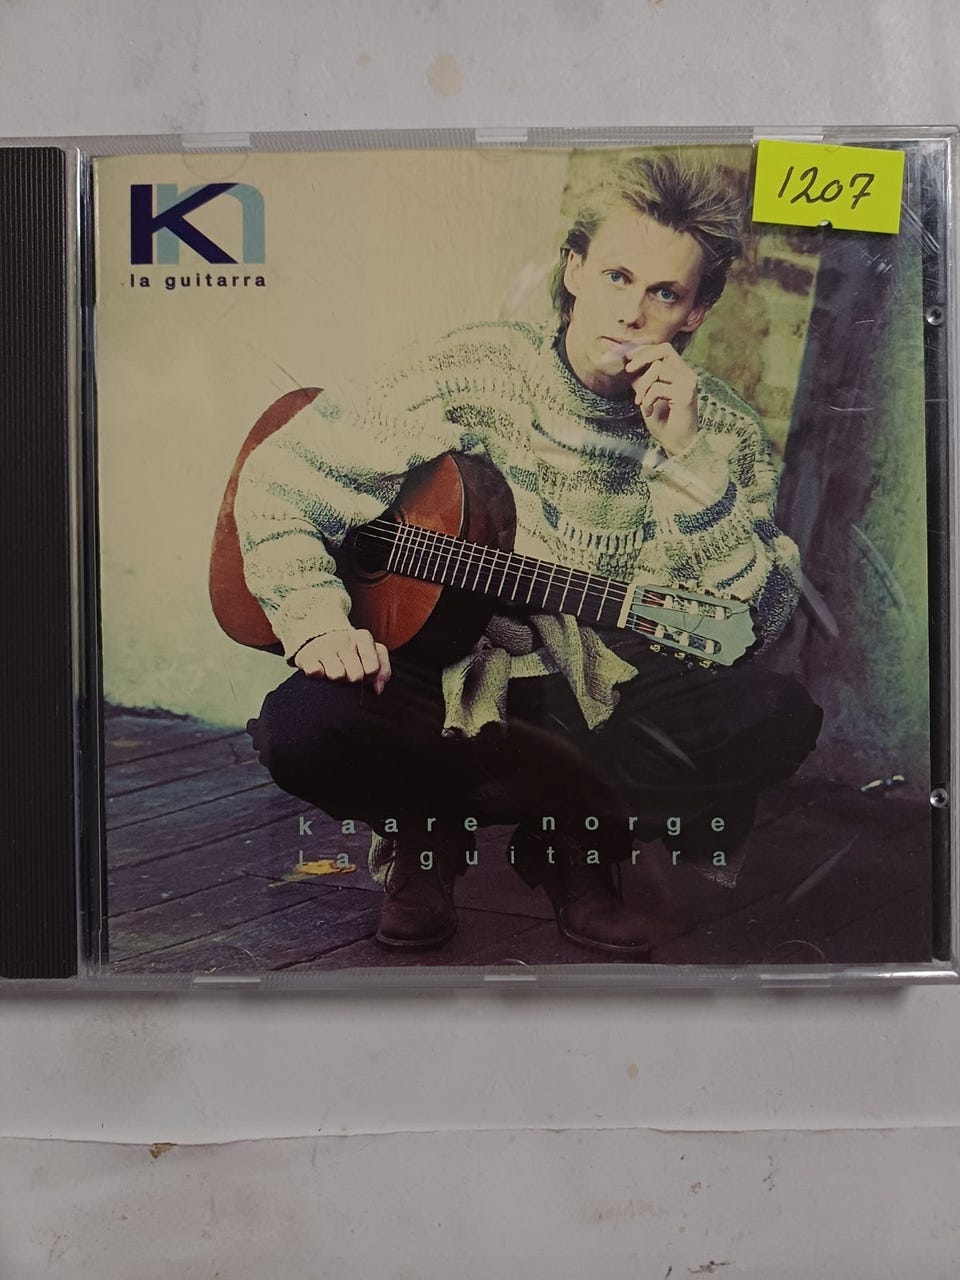 1207
Kn
la guitarra
kaare norge
la guitarra